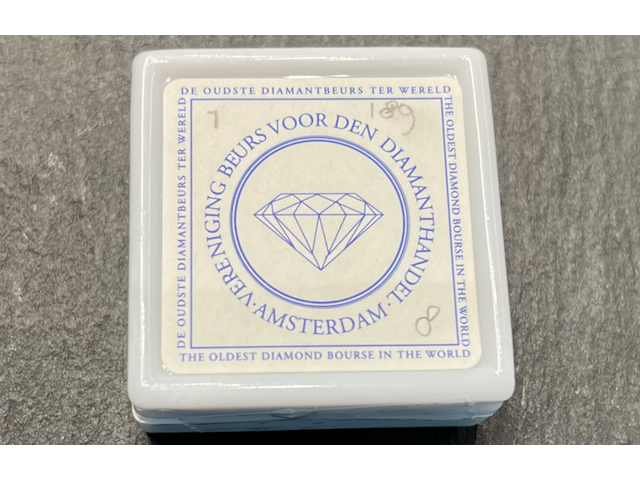 DE OUDSTE DIAMANTBEURS TER WERELD
THE OLDEST DIAMOND BOURSE IN THE WORLD
DE OUDSTE DIAMANTBEURS TER WERELD
THE OLDEST DIAMOND BOURSE IN THE WORLD
7
189
VERENIGING BEURS VOOR DEN DIAMANTHANDEL
· AMSTERDAM ·
8